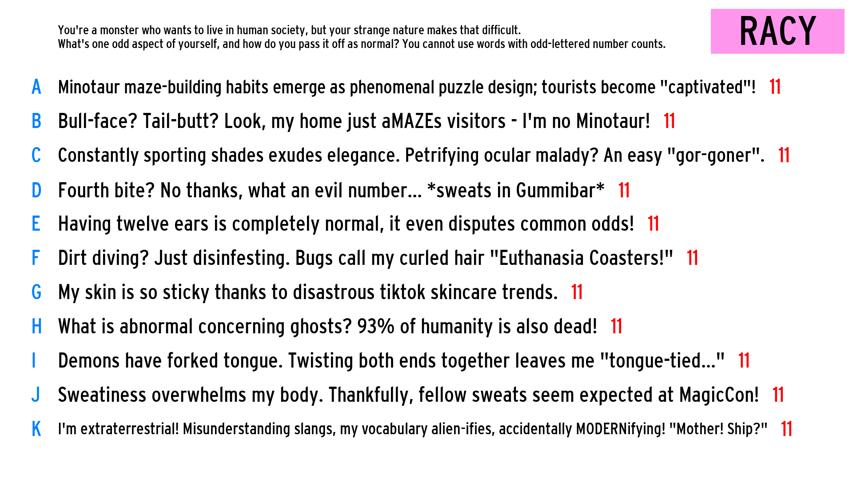 You're a monster who wants to live in human society, but your strange nature makes that difficult.
What's one odd aspect of yourself, and how do you pass it off as normal? You cannot use words with odd-lettered number counts.
RACY
A Minotaur maze-building habits emerge as phenomenal puzzle design; tourists become "captivated"! 11
B Bull-face? Tail-butt? Look, my home just aMAZEs visitors - I'm no Minotaur! 11
C Constantly sporting shades exudes elegance. Petrifying ocular malady? An easy "gor-goner". 11
D Fourth bite? No thanks, what an evil number... *sweats in Gummibar* 11
E Having twelve ears is completely normal, it even disputes common odds! 11
F Dirt diving? Just disinfesting. Bugs call my curled hair "Euthanasia Coasters!" 11
G My skin is so sticky thanks to disastrous tiktok skincare trends. 11
H What is abnormal concerning ghosts? 93% of humanity is also dead! 11
I Demons have forked tongue. Twisting both ends together leaves me "tongue-tied..." 11
J Sweatiness overwhelms my body. Thankfully, fellow sweats seem expected at MagicCon! 11
K I'm extraterrestrial! Misunderstanding slangs, my vocabulary alien-ifies, accidentally MODERNifying! "Mother! Ship?" 11